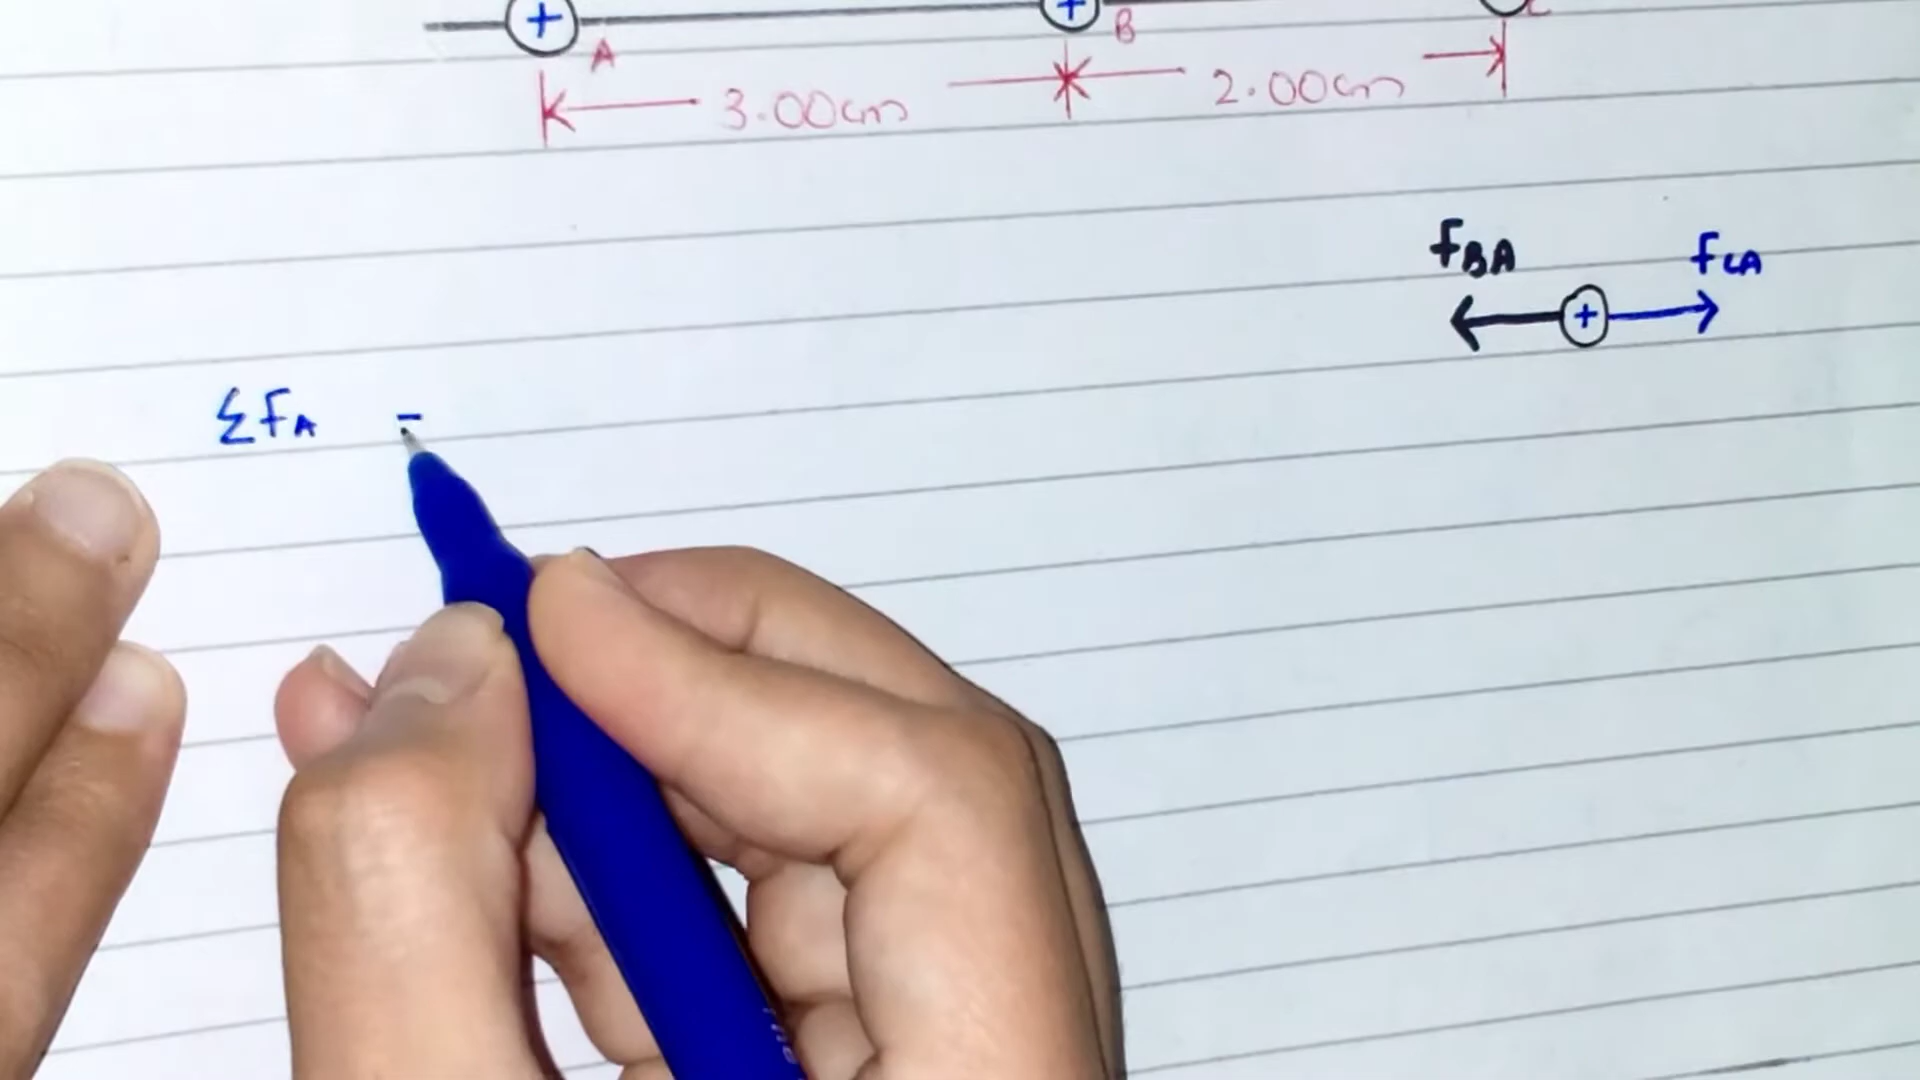 + +
A B C
3.00cm 2.00cm
fBA fCA
+
ΣfA =